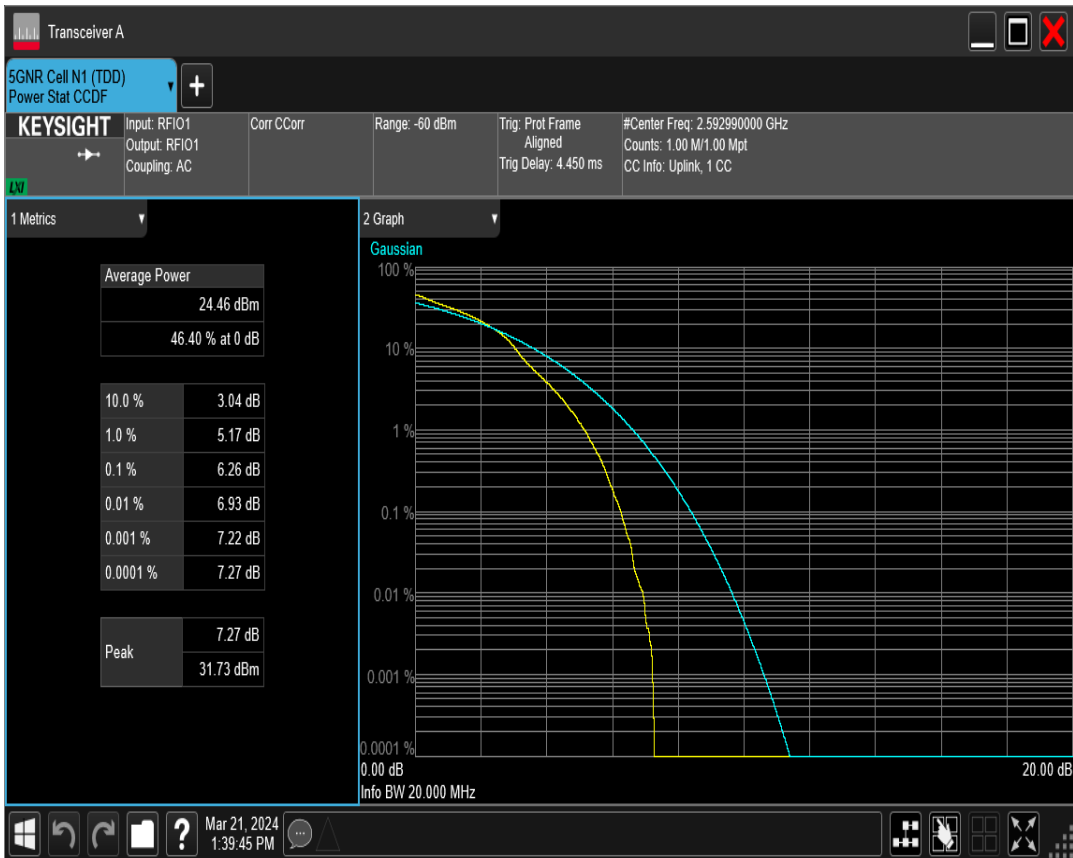 Transceiver A
5GNR Cell N1 (TDD)
Power Stat CCDF
+
KEYSIGHT
LXI
Input: RFIO1
Output: RFIO1
Coupling: AC
Corr CCorr
Range: -60 dBm
Trig: Prot Frame
Aligned
Trig Delay: 4.450 ms
#Center Freq: 2.592990000 GHz
Counts: 1.00 M/1.00 Mpt
CC Info: Uplink, 1 CC
1 Metrics
Average Power
24.46 dBm
46.40 % at 0 dB
10.0 % 3.04 dB
1.0 % 5.17 dB
0.1 % 6.26 dB
0.01 % 6.93 dB
0.001 % 7.22 dB
0.0001 % 7.27 dB
Peak
7.27 dB
31.73 dBm
2 Graph
Gaussian
100 %
10 %
1 %
0.1 %
0.01 %
0.001 %
0.0001 %
0.00 dB 20.00 dB
Info BW 20.000 MHz
?
Mar 21, 2024
1:39:45 PM